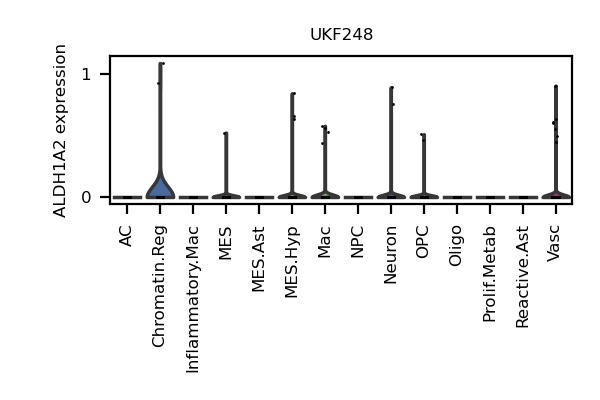 UKF248
ALDH1A2 expression
1
0
AC
Chromatin.Reg
Inflammatory.Mac
MES
MES.Ast
MES.Hyp
Mac
NPC
Neuron
OPC
Oligo
Prolif.Metab
Reactive.Ast
Vasc